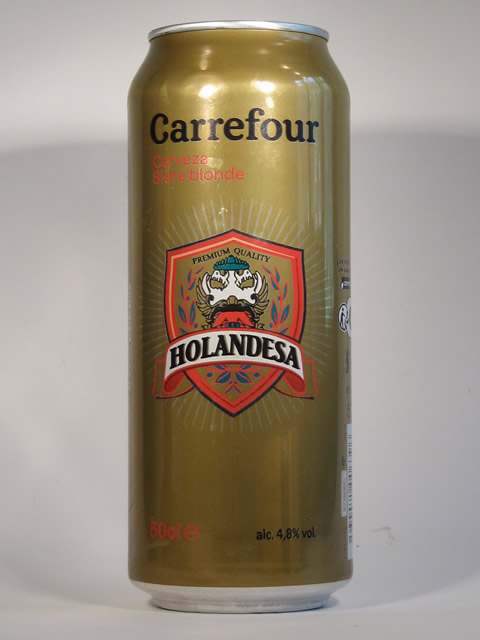 Carrefour
Cerveza
Bière blonde
PREMIUM QUALITY
HOLANDESA
50cl ℮
alc. 4,8% vol.